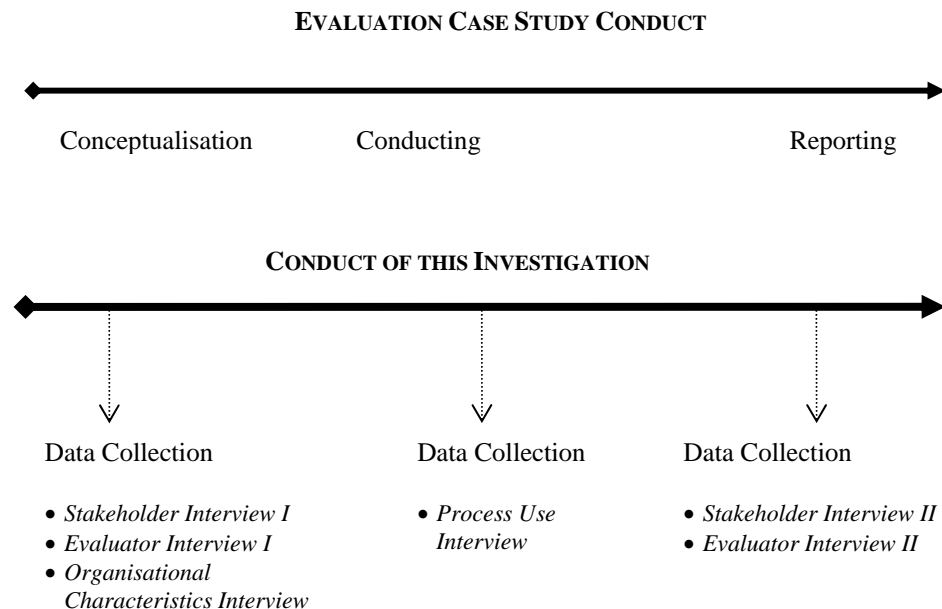 EVALUATION CASE STUDY CONDUCT
Conceptualisation Conducting Reporting
CONDUCT OF THIS INVESTIGATION
Data Collection
• Stakeholder Interview I
• Evaluator Interview I
• Organisational
Characteristics Interview
Data Collection
• Process Use
Interview
Data Collection
• Stakeholder Interview II
• Evaluator Interview II